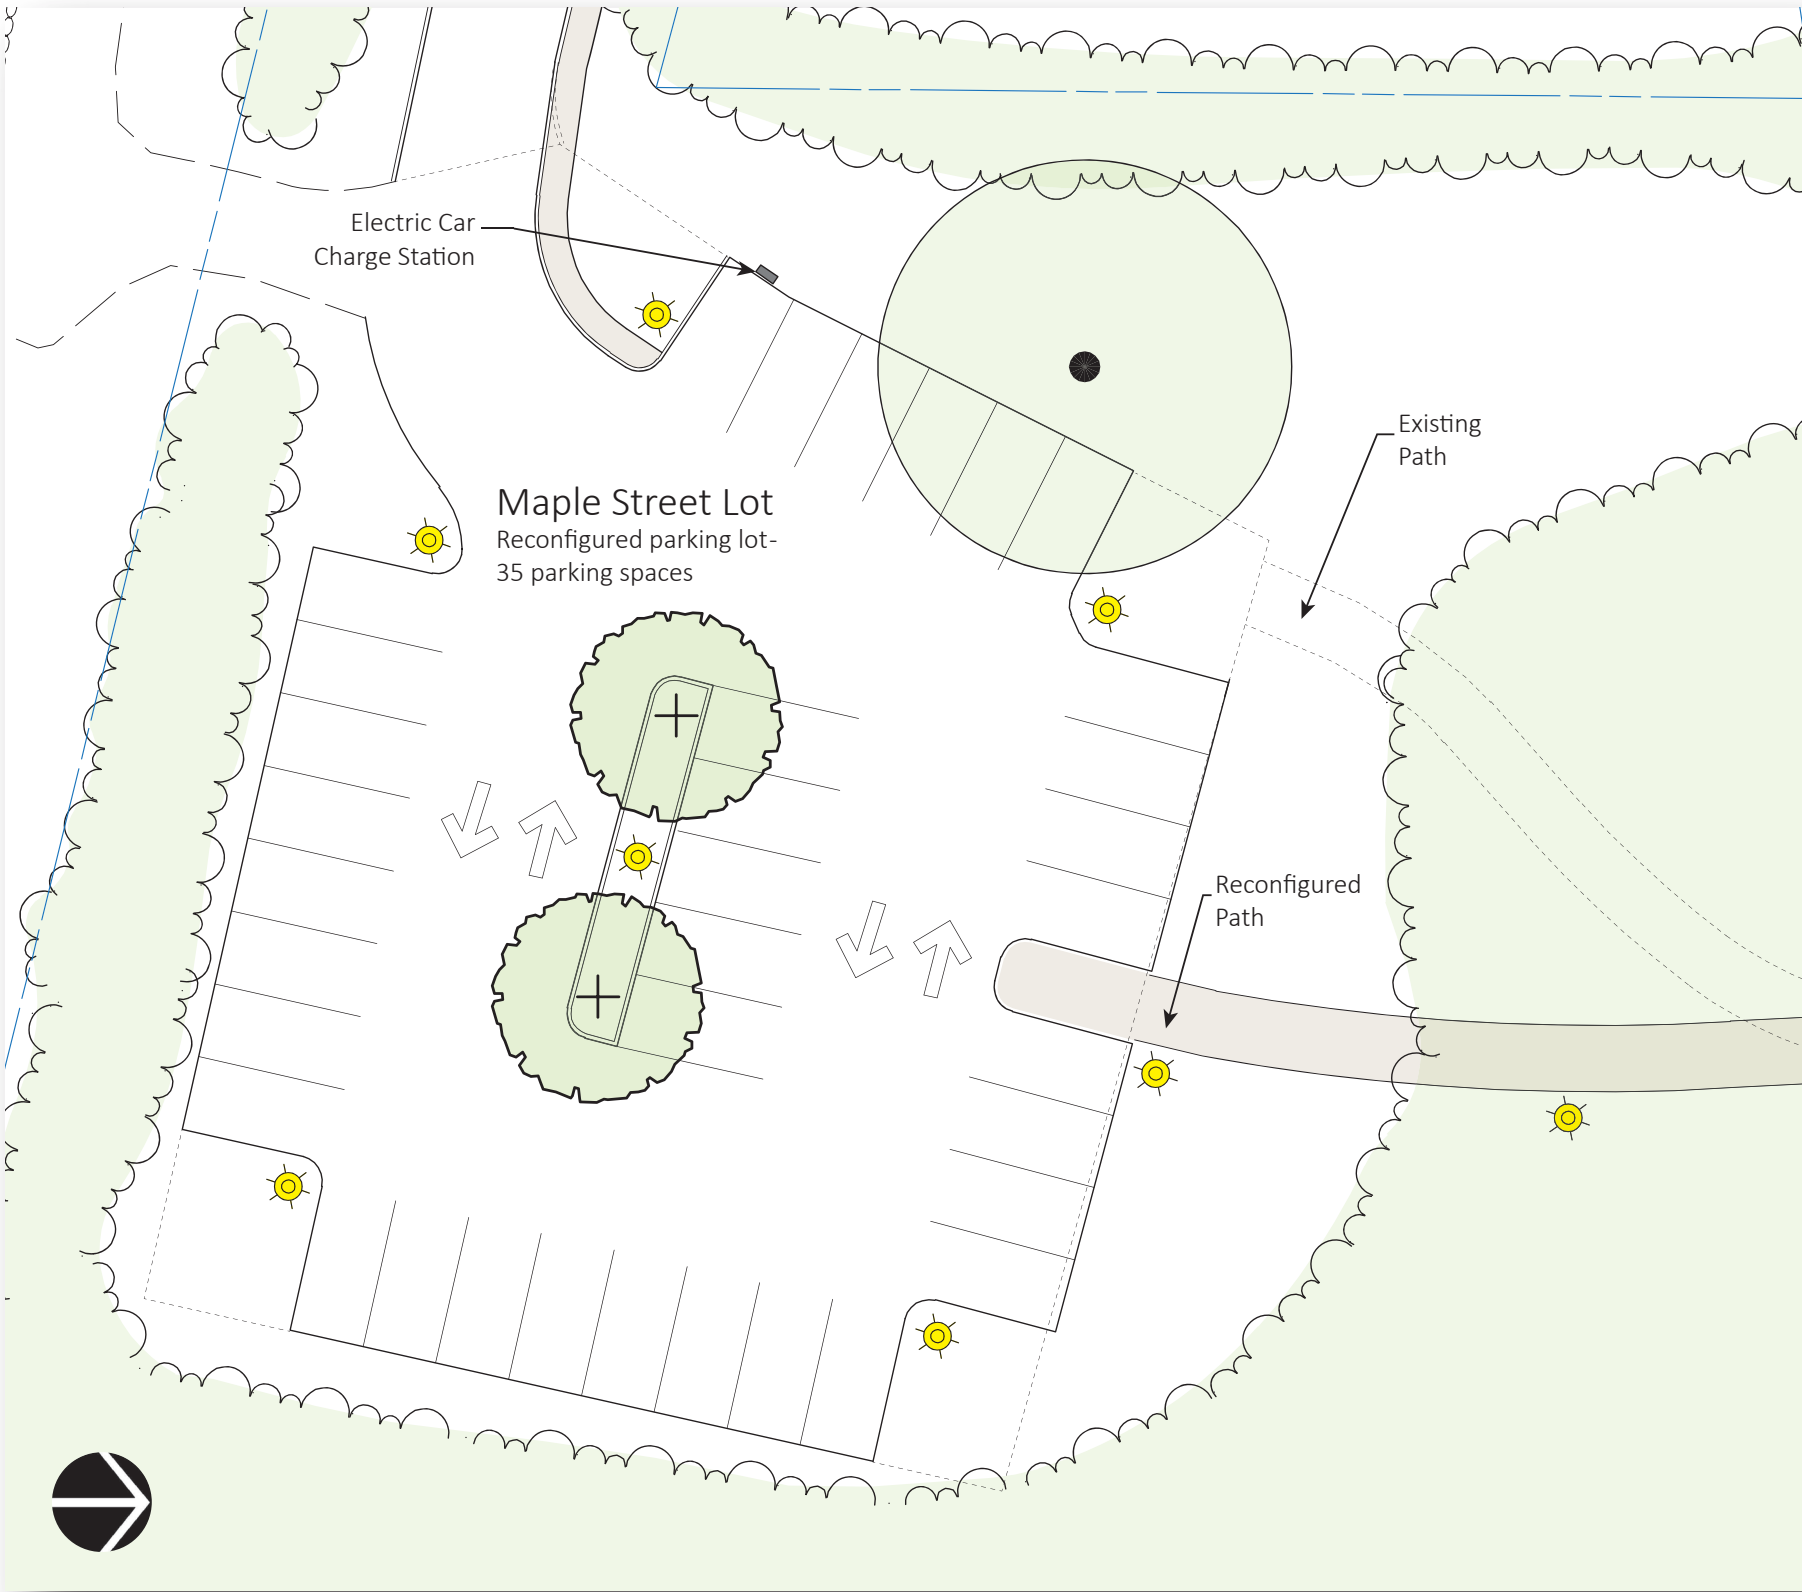 Electric Car
Charge Station
Existing
Path
Maple Street Lot
Reconfigured parking lot-
35 parking spaces
Reconfigured
Path